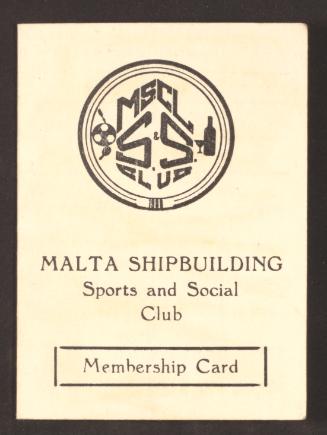 MSCL
S.&S.
CLUB
MALTA SHIPBUILDING
Sports and Social
Club
Membership Card